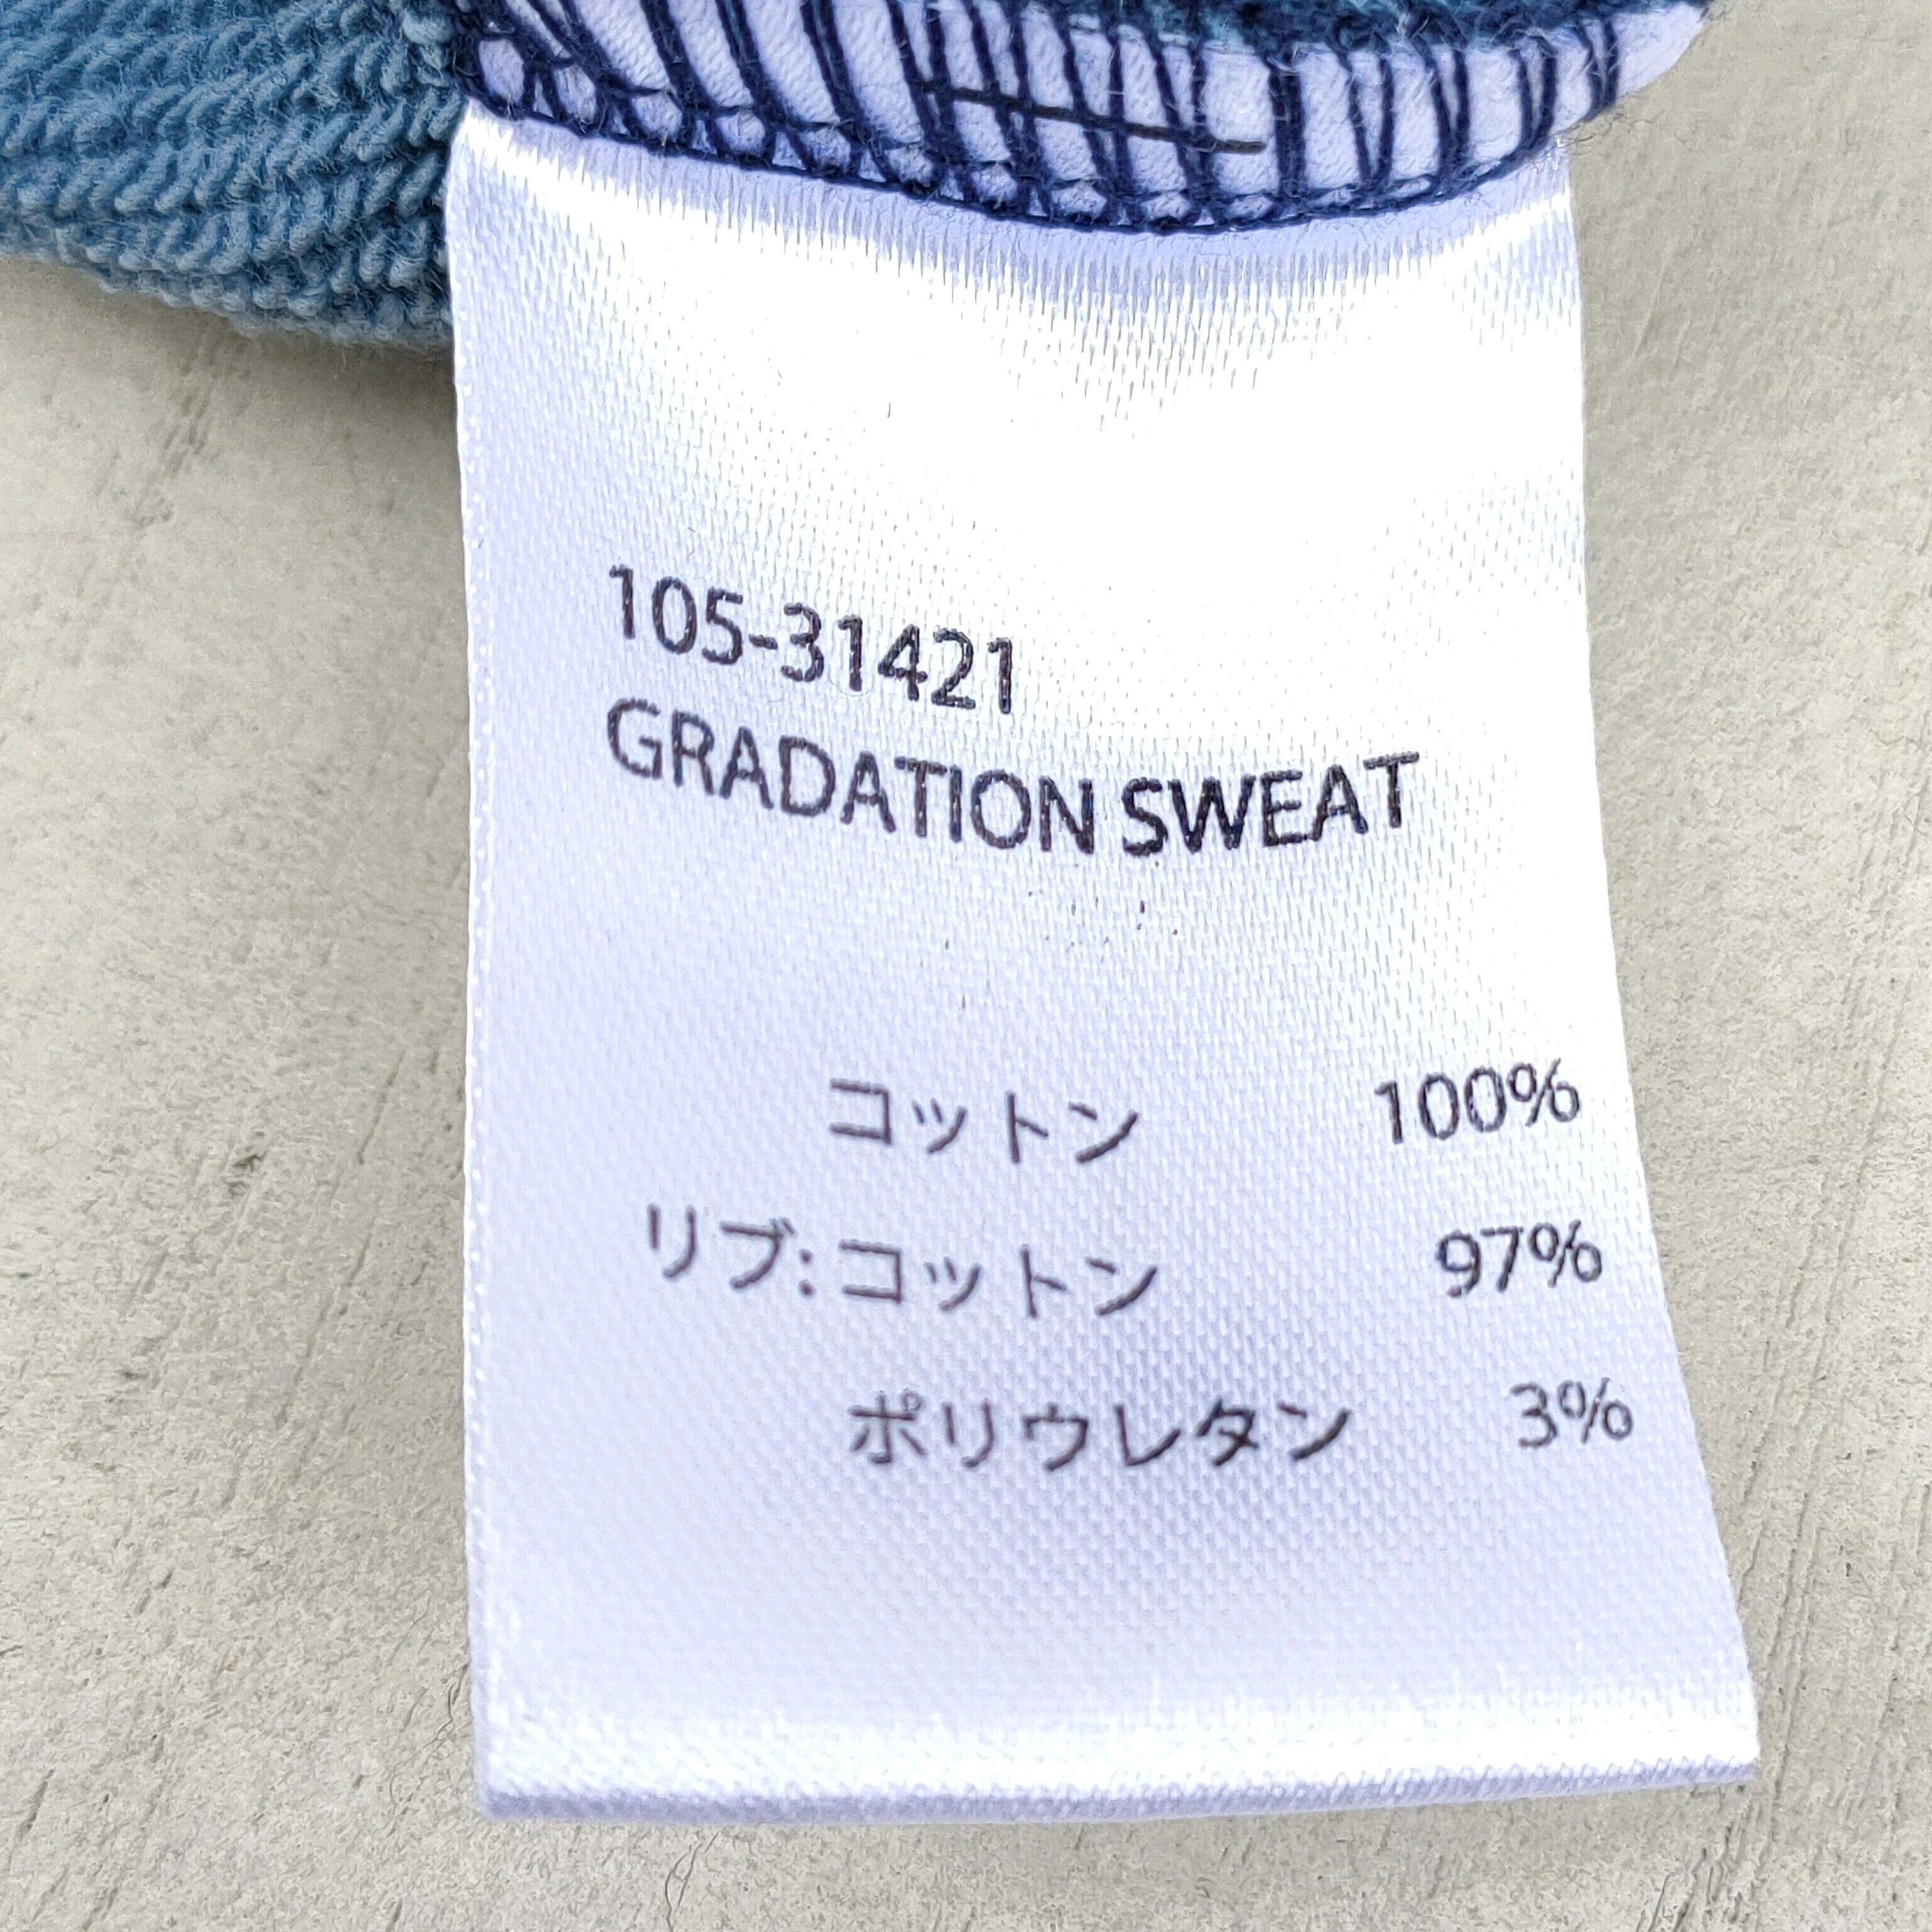 105-31421
GRADATION SWEAT
コットン 100%
リブ:コットン 97%
ポリウレタン 3%